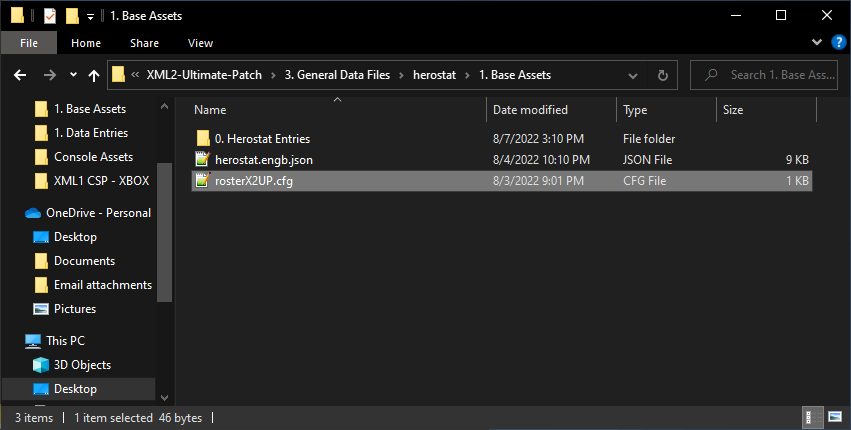 1. Base Assets
File Home Share View
« XML2-Ultimate-Patch › 3. General Data Files › herostat › 1. Base Assets
Search 1. Base Ass...
1. Base Assets
1. Data Entries
Console Assets
XML1 CSP - XBOX
OneDrive - Personal
Desktop
Documents
Email attachments
Pictures
This PC
3D Objects
Desktop
Name Date modified Type Size
0. Herostat Entries 8/7/2022 3:10 PM File folder
herostat.engb.json 8/4/2022 10:10 PM JSON File 9 KB
rosterX2UP.cfg 8/3/2022 9:01 PM CFG File 1 KB
3 items 1 item selected 46 bytes